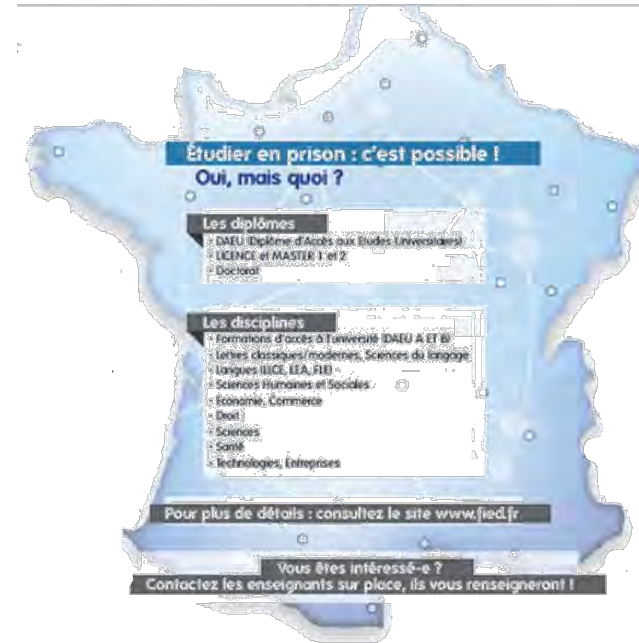 Étudier en prison : c'est possible !
Oui, mais quoi ?
Les diplômes
- DAEU (Diplôme d'Accès aux Etudes Universitaires)
- LICENCE et MASTER 1 et 2
- Doctorat
Les disciplines
- Formations d'accès à l'université (DAEU A ET B)
- Lettres classiques/modernes, Sciences du langage
- Langues (LLCE, LEA, FLE)
- Sciences Humaines et Sociales
- Economie, Commerce
- Droit
- Sciences
- Santé
- Technologies, Entreprises
Pour plus de détails : consultez le site www.fied.fr
Vous êtes intéressé-e ?
Contactez les enseignants sur place, ils vous renseigneront !